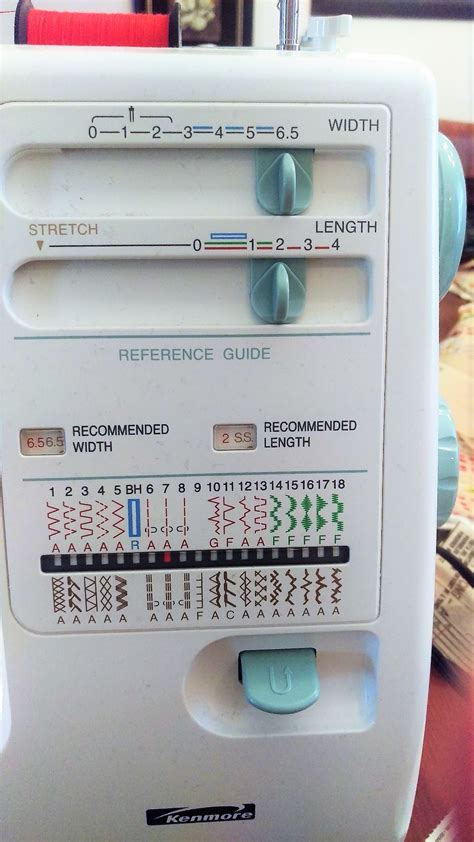 0—1—2—3=4=5=6.5 WIDTH
STRETCH LENGTH
0 1 2 3 4
REFERENCE GUIDE
6.5 6.5 RECOMMENDED WIDTH
2 S.S. RECOMMENDED LENGTH
1 2 3 4 5 BH 6 7 8 9 10 11 12 13 14 15 16 17 18
A A A A A R A A A G F A A F F F F F
A A A A A A A A F A C A A A A A A
Kenmore